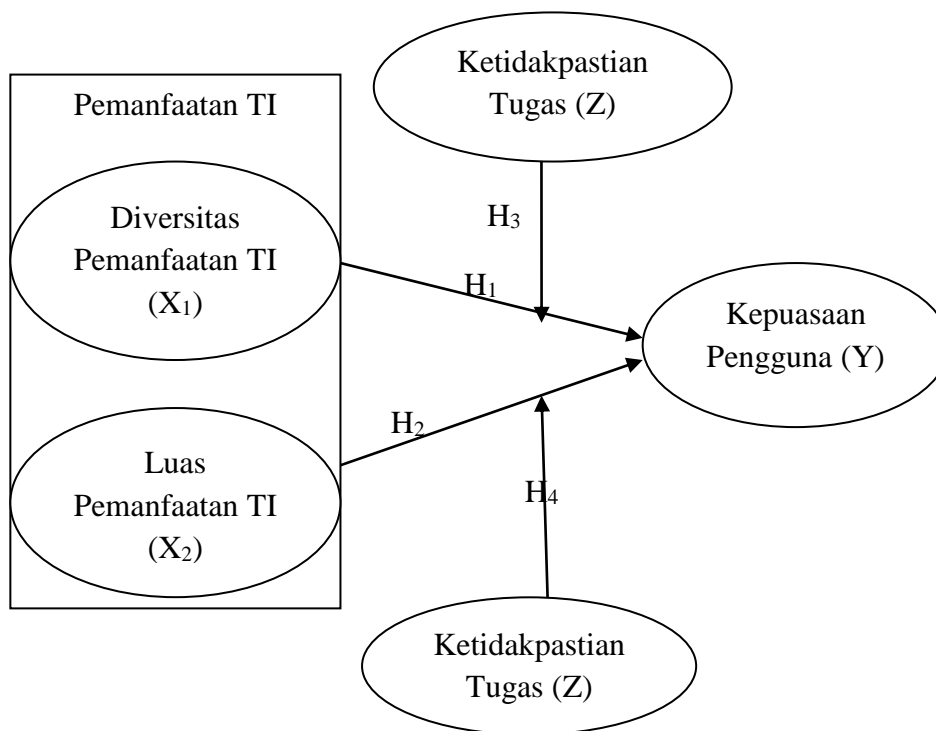 Ketidakpastian
Tugas (Z)
Pemanfaatan TI
Diversitas
Pemanfaatan TI
(X₁)
H₃
H₁
Kepuasaan
Pengguna (Y)
H₂
Luas
Pemanfaatan TI
(X₂)
H₄
Ketidakpastian
Tugas (Z)